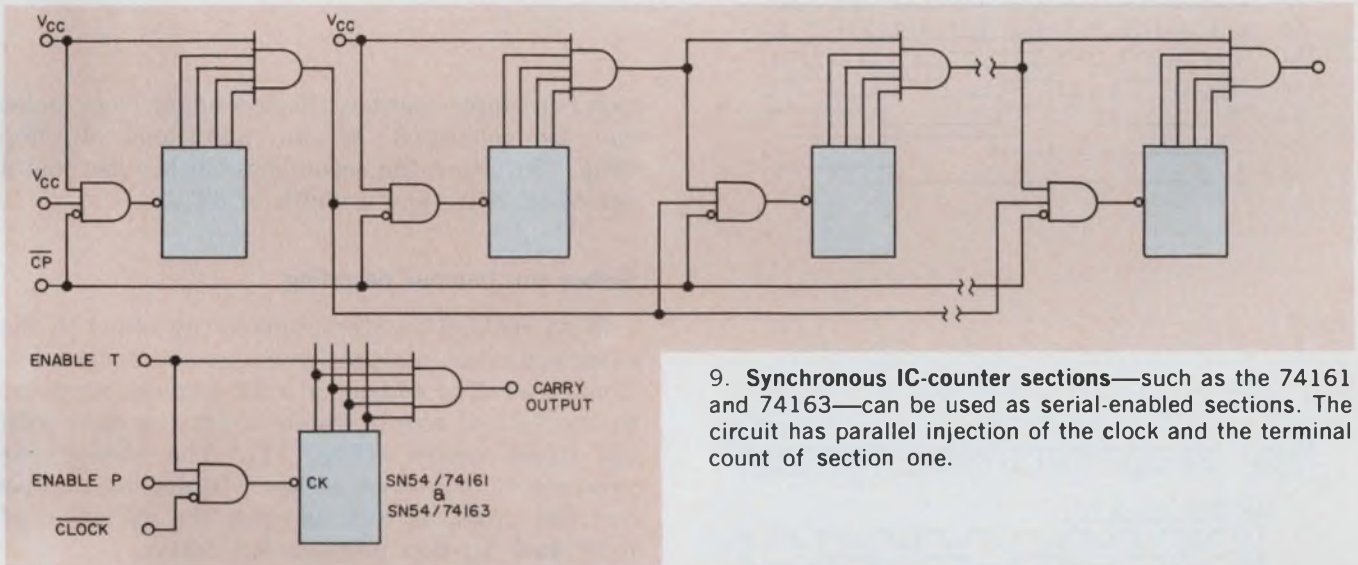 VCC
VCC
VCC
CP
ENABLE T
ENABLE P
CLOCK
CK
SN54/74161
&
SN54/74163
CARRY
OUTPUT
9. Synchronous IC-counter sections—such as the 74161
and 74163—can be used as serial-enabled sections. The
circuit has parallel injection of the clock and the terminal
count of section one.